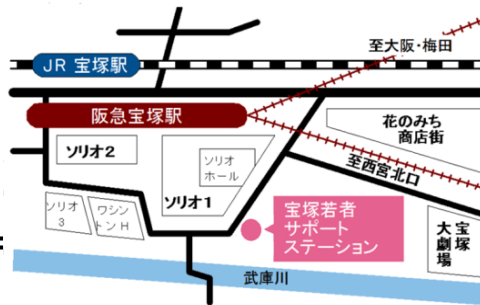 至大阪・梅田
JR 宝塚駅
阪急宝塚駅
花のみち
商店街
ソリオ2
ソリオ
ホール
至西宮北口
ソリオ1
ソリオ
3
ワシン
トンH
宝塚若者
サポート
ステーション
宝塚
大劇場
武庫川